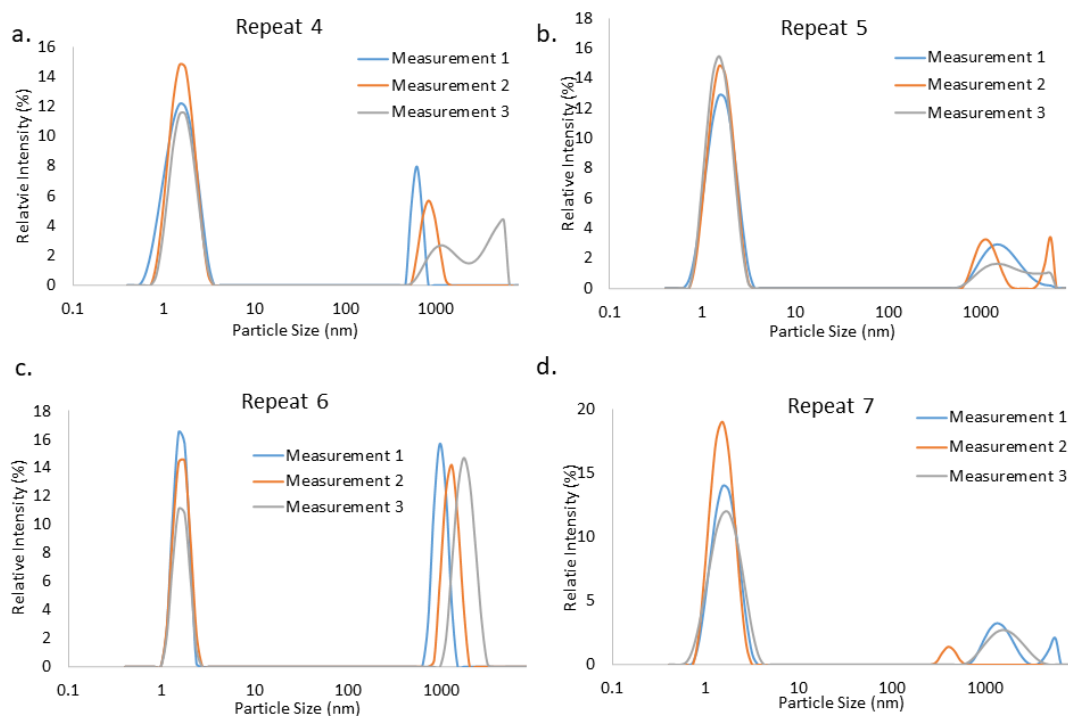 a.
Repeat 4
Relatvie Intensity (%)
16
14
12
10
8
6
4
2
0
0.1
1
10
100
1000
Particle Size (nm)
Measurement 1
Measurement 2
Measurement 3
b.
Repeat 5
Relative Intensity (%)
18
16
14
12
10
8
6
4
2
0
0.1
1
10
100
1000
Particle Size (nm)
Measurement 1
Measurement 2
Measurement 3
c.
Repeat 6
Relative Intensity (%)
18
16
14
12
10
8
6
4
2
0
0.1
1
10
100
1000
Particle Size (nm)
Measurement 1
Measurement 2
Measurement 3
d.
Repeat 7
Relatie Intensity (%)
20
15
10
5
0
0.1
1
10
100
1000
Particle Size (nm)
Measurement 1
Measurement 2
Measurement 3